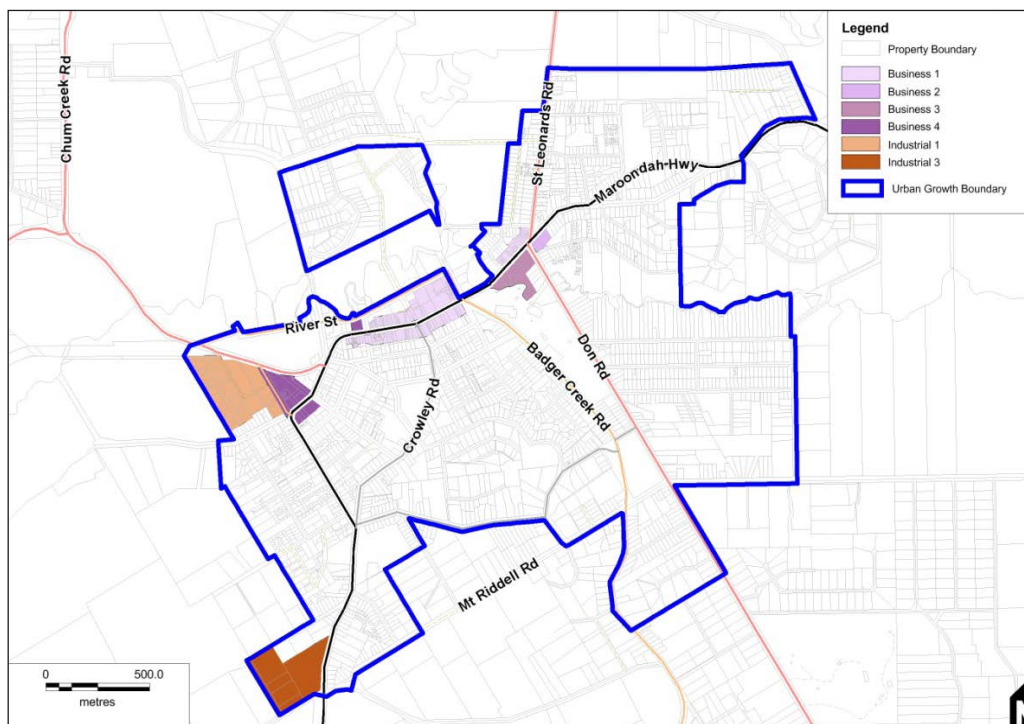 Legend
Property Boundary
Business 1
Business 2
Business 3
Business 4
Industrial 1
Industrial 3
Urban Growth Boundary
Chum Creek Rd
St Leonards Rd
Maroondah Hwy
River St
Don Rd
Badger Creek Rd
Crowley Rd
Mt Riddell Rd
0 500.0
metres
N